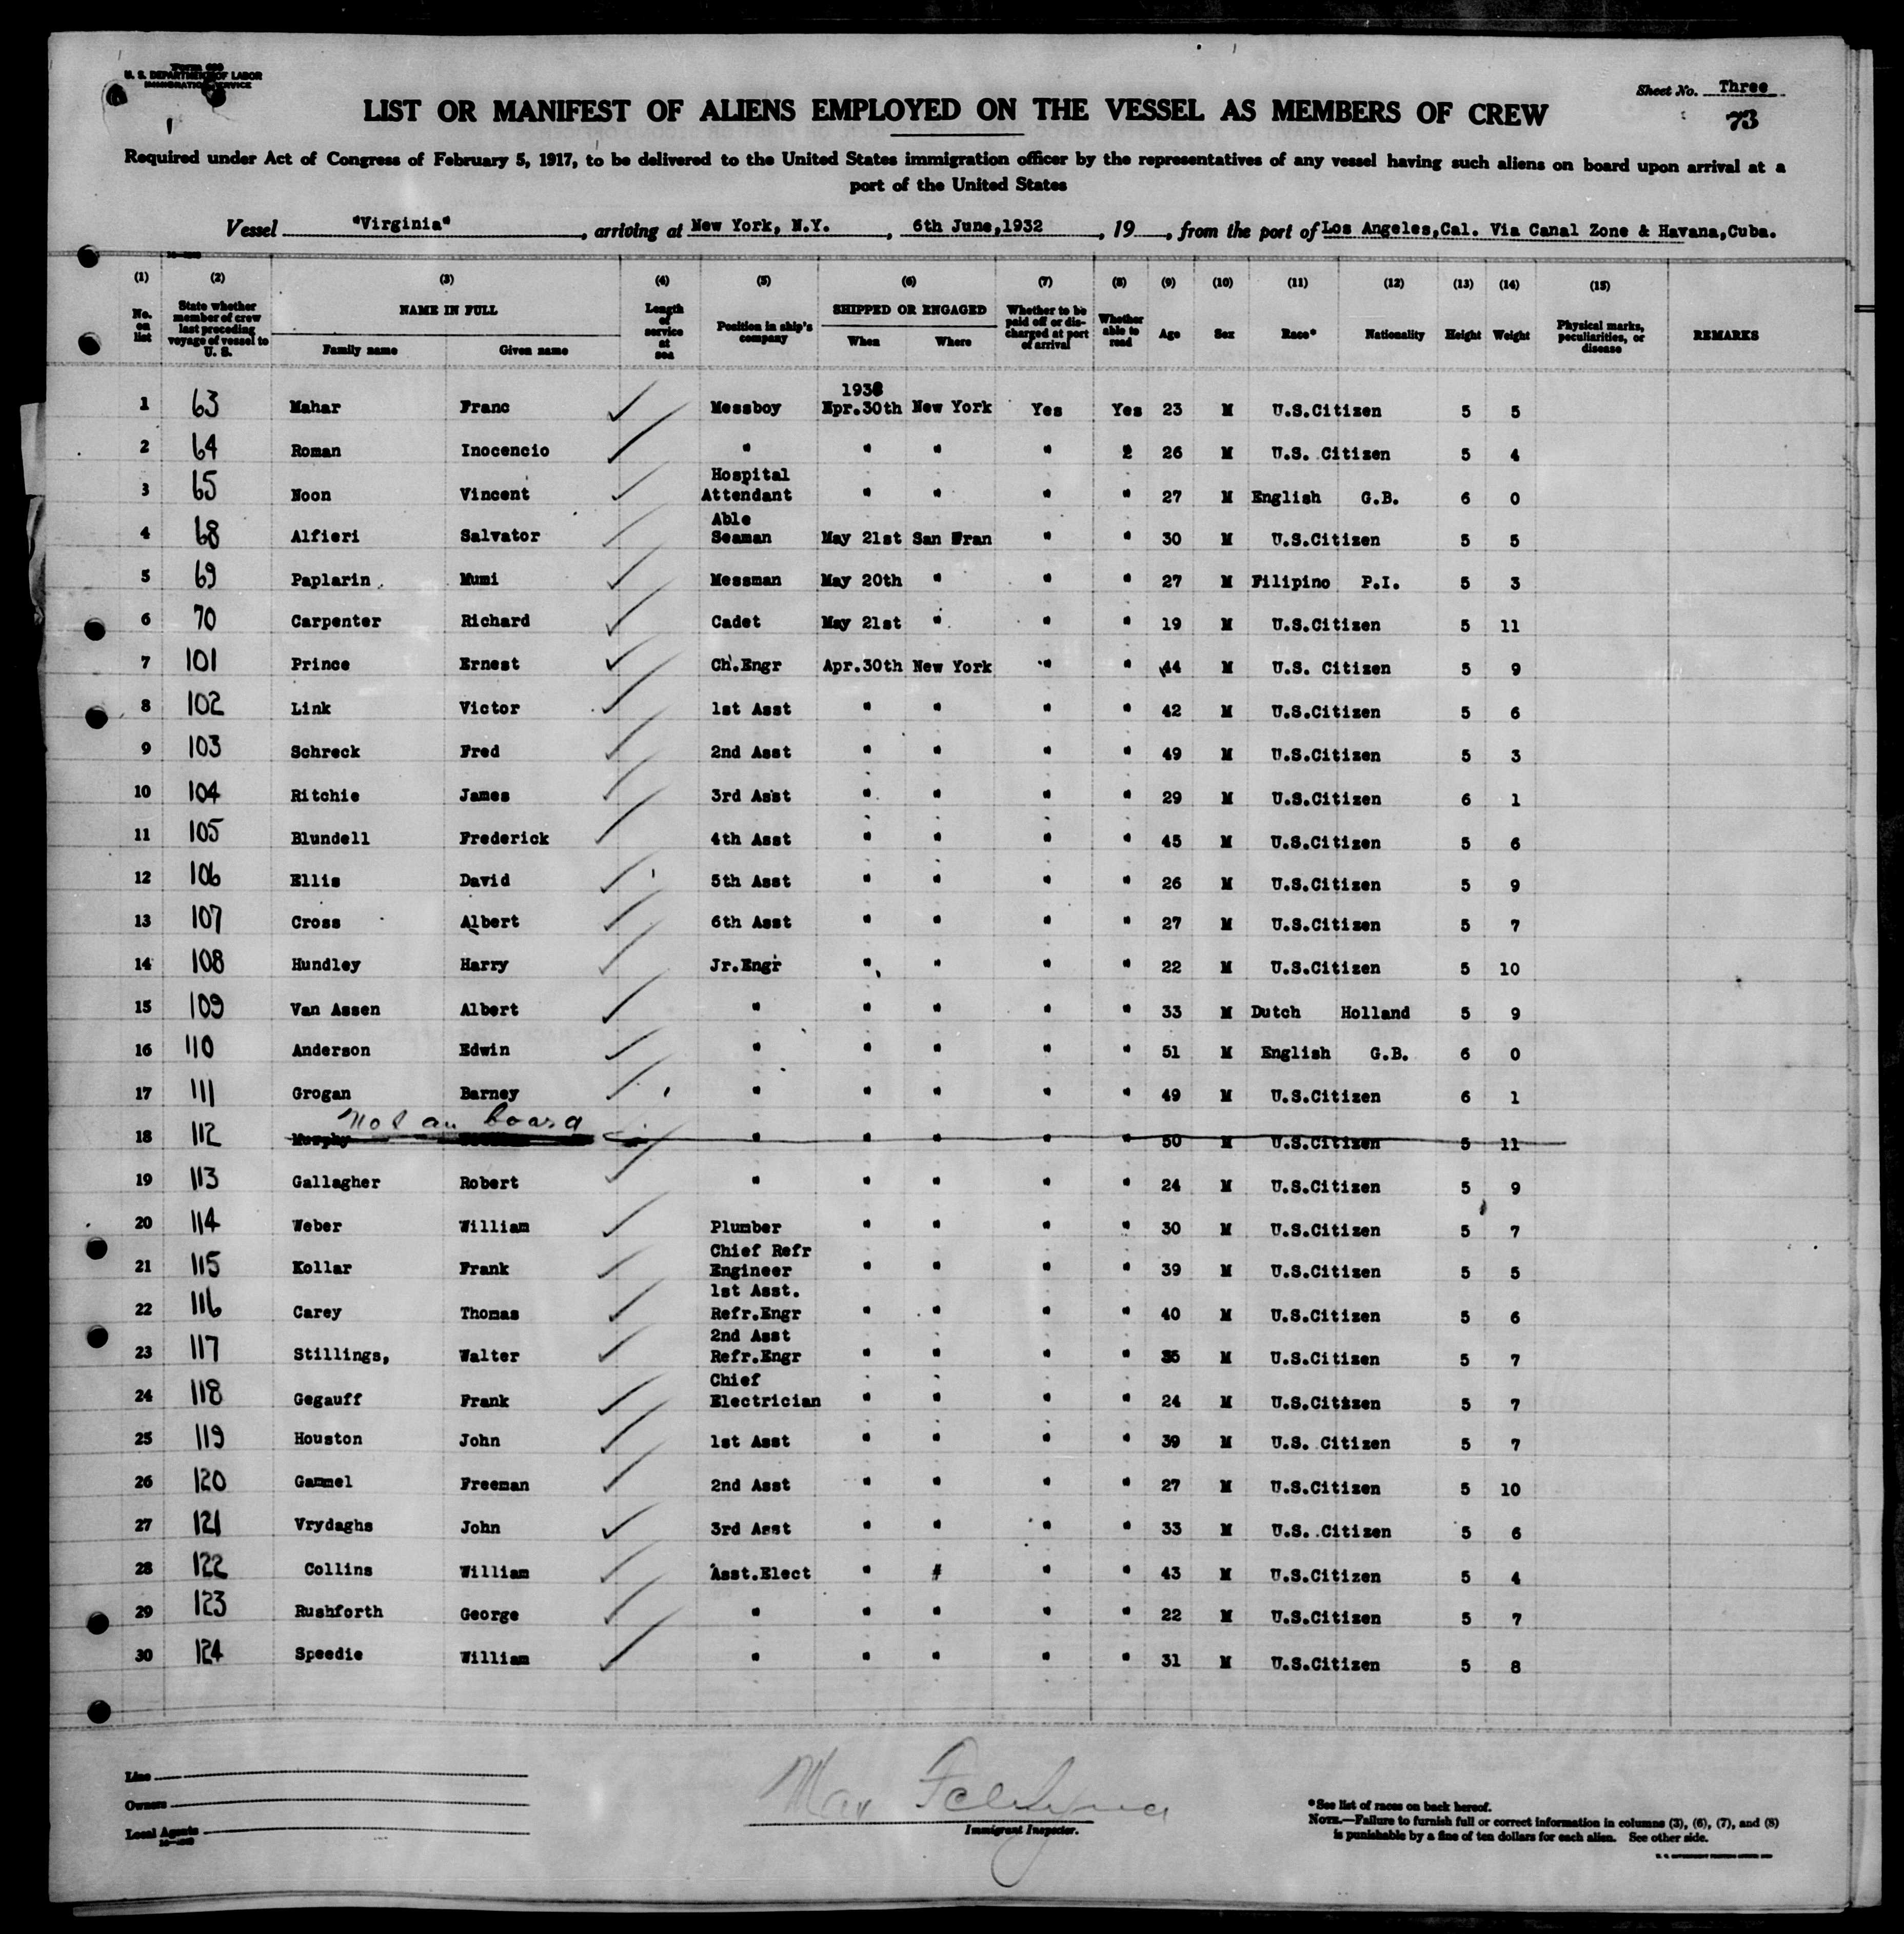 Form 689
U. S. DEPARTMENT OF LABOR
IMMIGRATION SERVICE
Sheet No. Three
73
LIST OR MANIFEST OF ALIENS EMPLOYED ON THE VESSEL AS MEMBERS OF CREW
Required under Act of Congress of February 5, 1917, to be delivered to the United States immigration officer by the representatives of any vessel having such aliens on board upon arrival at a
port of the United States
Vessel "Virginia", arriving at New York, N.Y., 6th June,1932, 19 , from the port of Los Angeles,Cal. Via Canal Zone & Havana,Cuba.
(1) (2) (3) (4) (5) (6) (7) (8) (9) (10) (11) (12) (13) (14) (15)
No. on list State whether member of crew last preceding voyage of vessel to U. S. NAME IN FULL Family name Given name Length of service at sea Position in ship's company SHIPPED OR ENGAGED When Where Whether to be paid off or discharged at port of arrival Whether able to read Age Sex Race* Nationality Height Weight Physical marks, peculiarities, or disease REMARKS
1932
1 63 Mahar Franc Messboy Apr.30th New York Yes Yes 23 M U.S.Citizen 5 5
2 64 Roman Inocencio " " " " 2 26 M U.S. Citizen 5 4
3 65 Noon Vincent Hospital Attendant " " " " 27 M English G.B. 6 0
4 68 Alfieri Salvator Able Seaman May 21st San Fran " " 30 M U.S.Citizen 5 5
5 69 Paplarin Mumi Messman May 20th " " " 27 M Filipino P.I. 5 3
6 70 Carpenter Richard Cadet May 21st " " " 19 M U.S.Citizen 5 11
7 101 Prince Ernest Ch.Engr Apr.30th New York " " 44 M U.S. Citizen 5 9
8 102 Link Victor 1st Asst " " " " 42 M U.S.Citizen 5 6
9 103 Schreck Fred 2nd Asst " " " " 49 M U.S.Citizen 5 3
10 104 Ritchie James 3rd Asst " " " " 29 M U.S.Citizen 6 1
11 105 Blundell Frederick 4th Asst " " " " 45 M U.S.Citizen 5 6
12 106 Ellis David 5th Asst " " " " 26 M U.S.Citizen 5 9
13 107 Cross Albert 6th Asst " " " " 27 M U.S.Citizen 5 7
14 108 Hundley Harry Jr.Engr " " " " 22 M U.S.Citizen 5 10
15 109 Van Assen Albert " " " " " 33 M Dutch Holland 5 9
16 110 Anderson Edwin " " " " " 51 M English G.B. 6 0
17 111 Grogan Barney " " " " " 49 M U.S.Citizen 6 1
Not on board
18 112 Murphy " " " " " 50 M U.S.Citizen 5 11
19 113 Gallagher Robert " " " " " 24 M U.S.Citizen 5 9
20 114 Weber William Plumber " " " " 30 M U.S.Citizen 5 7
21 115 Kollar Frank Chief Refr Engineer " " " " 39 M U.S.Citizen 5 5
22 116 Carey Thomas 1st Asst. Refr.Engr " " " " 40 M U.S.Citizen 5 6
23 117 Stillings, Walter 2nd Asst Refr.Engr " " " " 35 M U.S.Citizen 5 7
24 118 Gegauff Frank Chief Electrician " " " " 24 M U.S.Citizen 5 7
25 119 Houston John 1st Asst " " " " 39 M U.S. Citizen 5 7
26 120 Gammel Freeman 2nd Asst " " " " 27 M U.S.Citizen 5 10
27 121 Vrydaghs John 3rd Asst " " " " 33 M U.S. Citizen 5 6
28 122 Collins William Asst.Elect " # " " 43 M U.S.Citizen 5 4
29 123 Rushforth George " " " " " 22 M U.S.Citizen 5 7
30 124 Speedie William " " " " " 31 M U.S.Citizen 5 8
Line
Owners
Local Agents
Immigrant Inspector.
*See list of races on back hereof.
NOTE.—Failure to furnish full or correct information in columns (3), (6), (7), and (8)
is punishable by a fine of ten dollars for each alien. See other side.